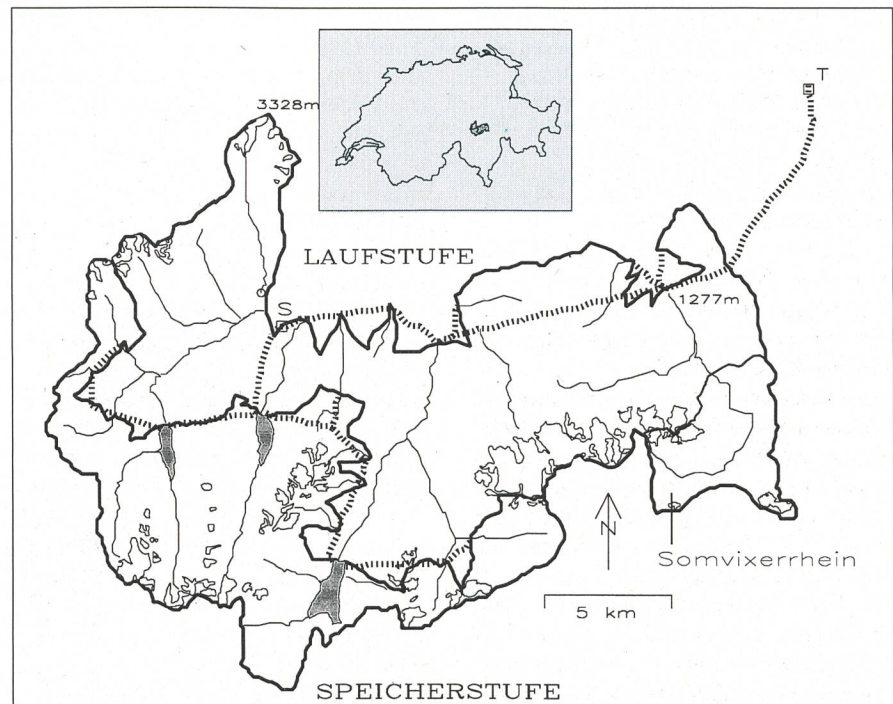 T
3328m
LAUFSTUFE
S
1277m
N
Somvixerrhein
5 km
SPEICHERSTUFE